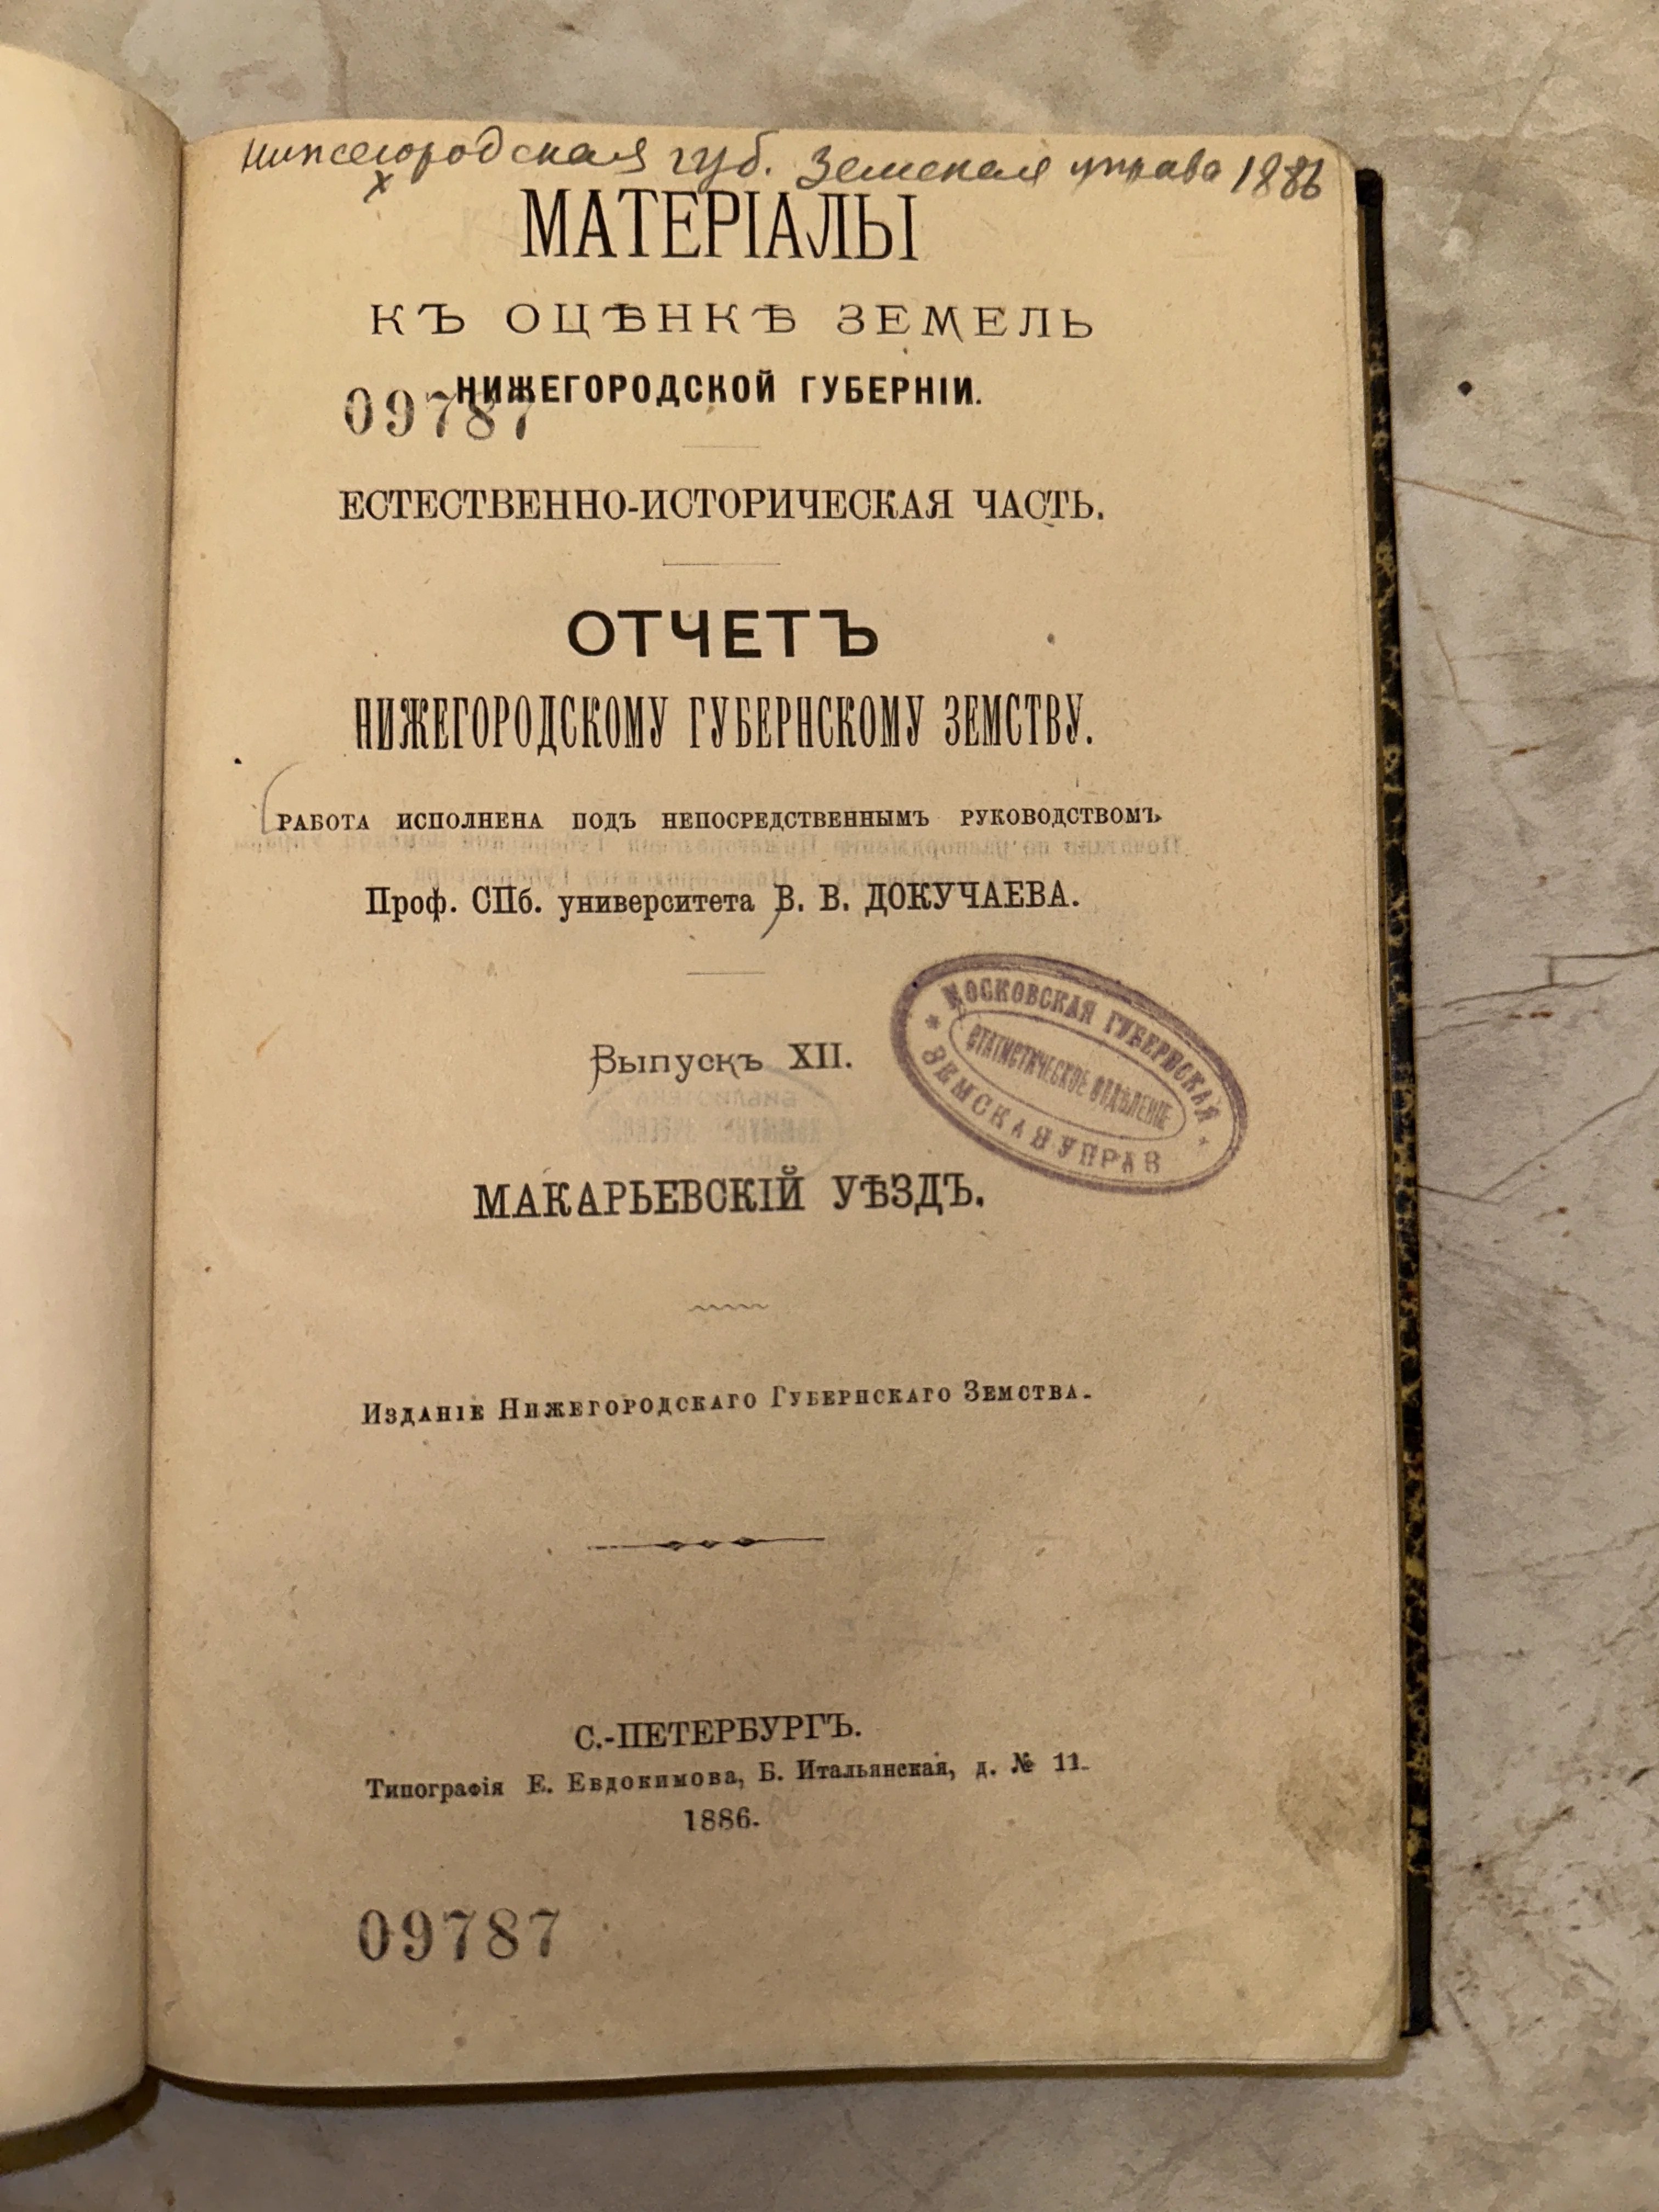 Нижегородская губ. Земская управа 1886
х
МАТЕРІАЛЫ
КЪ ОЦѢНКѢ ЗЕМЕЛЬ
НИЖЕГОРОДСКОЙ ГУБЕРНІИ.
09787
ЕСТЕСТВЕННО-ИСТОРИЧЕСКАЯ ЧАСТЬ.
ОТЧЕТЪ
НИЖЕГОРОДСКОМУ ГУБЕРНСКОМУ ЗЕМСТВУ.
РАБОТА ИСПОЛНЕНА ПОДЪ НЕПОСРЕДСТВЕННЫМЪ РУКОВОДСТВОМЪ
Проф. СПб. университета В. В. ДОКУЧАЕВА.
МОСКОВСКАЯ ГУБЕРНСКАЯ
СТАТИСТИЧЕСКОЕ ОТДѢЛЕНІЕ
ЗЕМСКАЯ УПРАВ
Выпускъ XII.
МАКАРЬЕВСКІЙ УѢЗДЪ.
Изданіе Нижегородскаго Губернскаго Земства.
С.-ПЕТЕРБУРГЪ.
Типографія Е. Евдокимова, Б. Итальянская, д. № 11.
1886.
09787